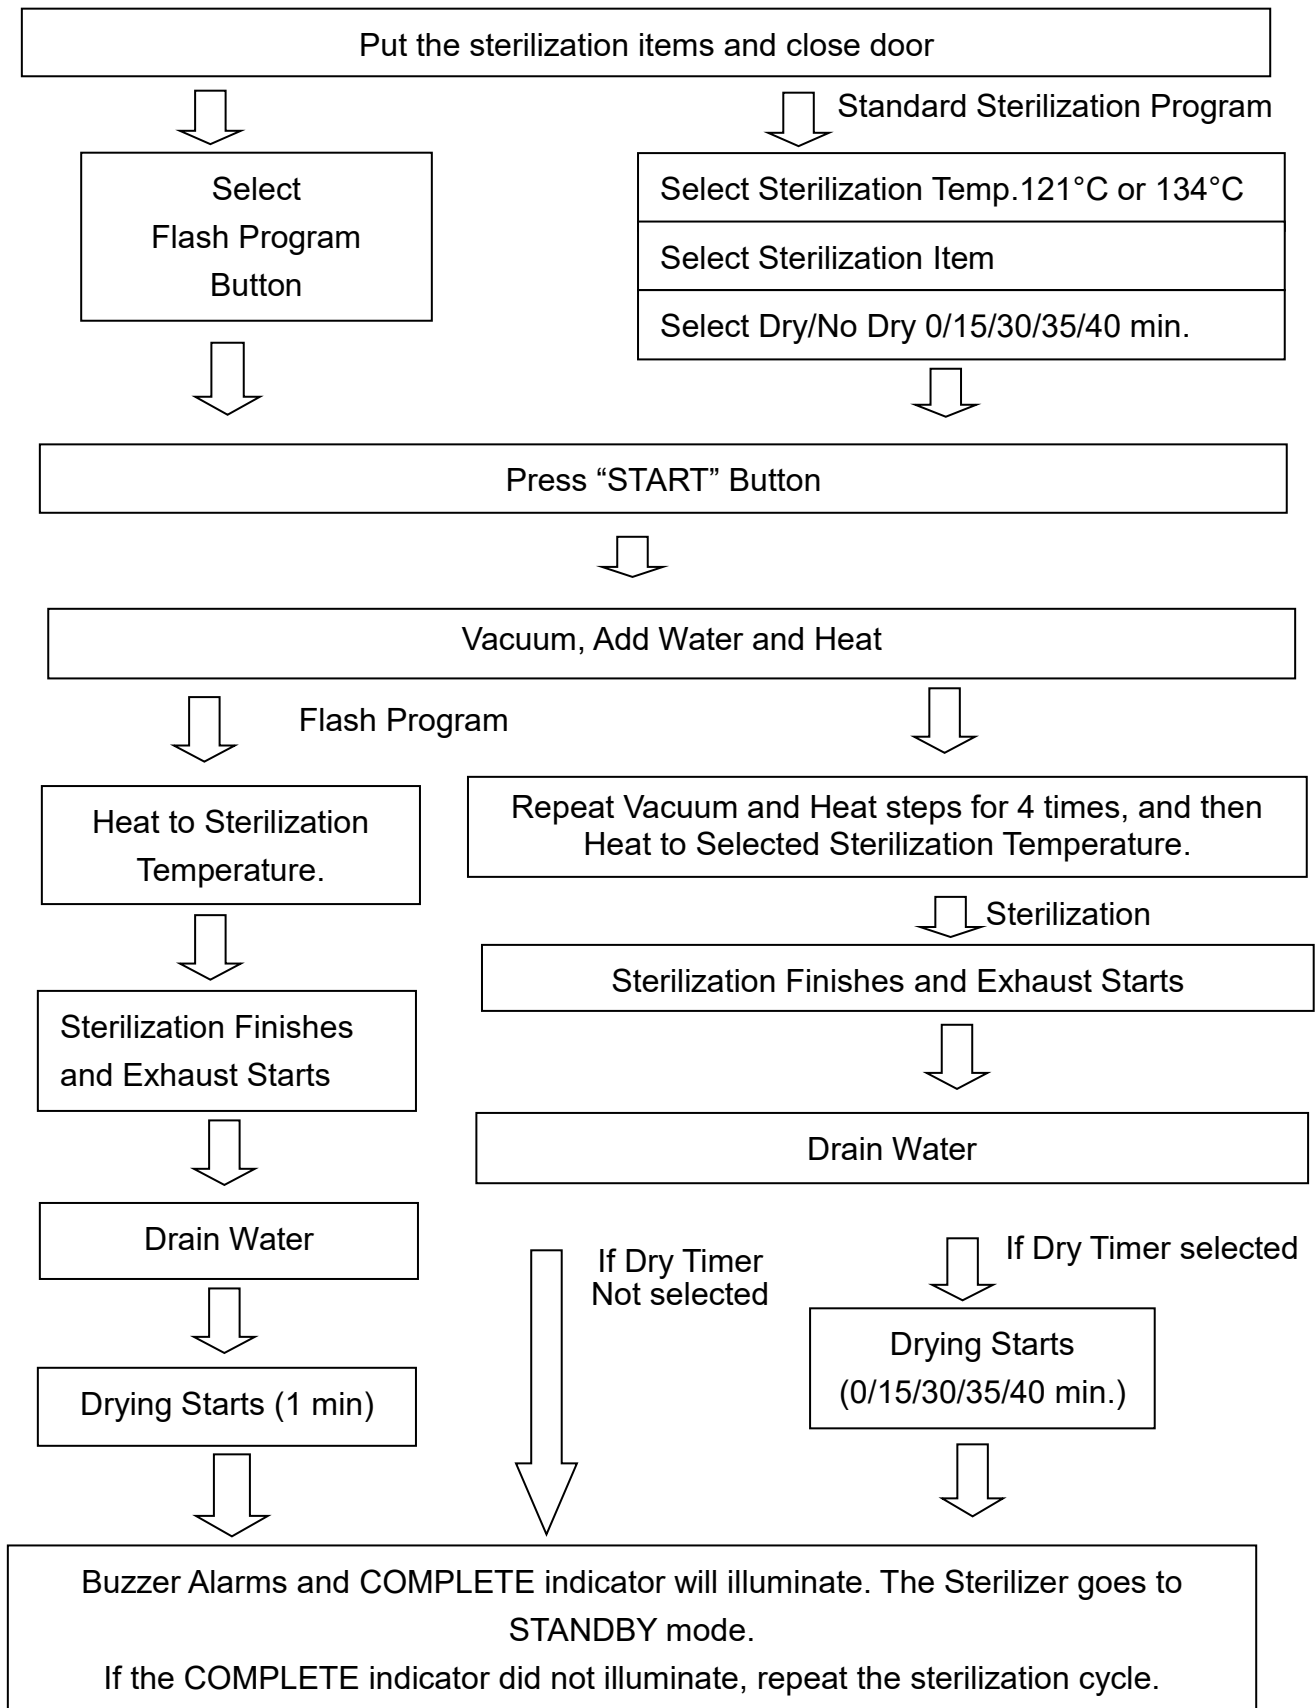 Put the sterilization items and close door
Standard Sterilization Program
Select
Flash Program
Button
Select Sterilization Temp.121°C or 134°C
Select Sterilization Item
Select Dry/No Dry 0/15/30/35/40 min.
Press “START” Button
Vacuum, Add Water and Heat
Flash Program
Heat to Sterilization
Temperature.
Repeat Vacuum and Heat steps for 4 times, and then
Heat to Selected Sterilization Temperature.
Sterilization
Sterilization Finishes
and Exhaust Starts
Sterilization Finishes and Exhaust Starts
Drain Water
Drain Water
If Dry Timer
Not selected
If Dry Timer selected
Drying Starts (1 min)
Drying Starts
(0/15/30/35/40 min.)
Buzzer Alarms and COMPLETE indicator will illuminate. The Sterilizer goes to
STANDBY mode.
If the COMPLETE indicator did not illuminate, repeat the sterilization cycle.